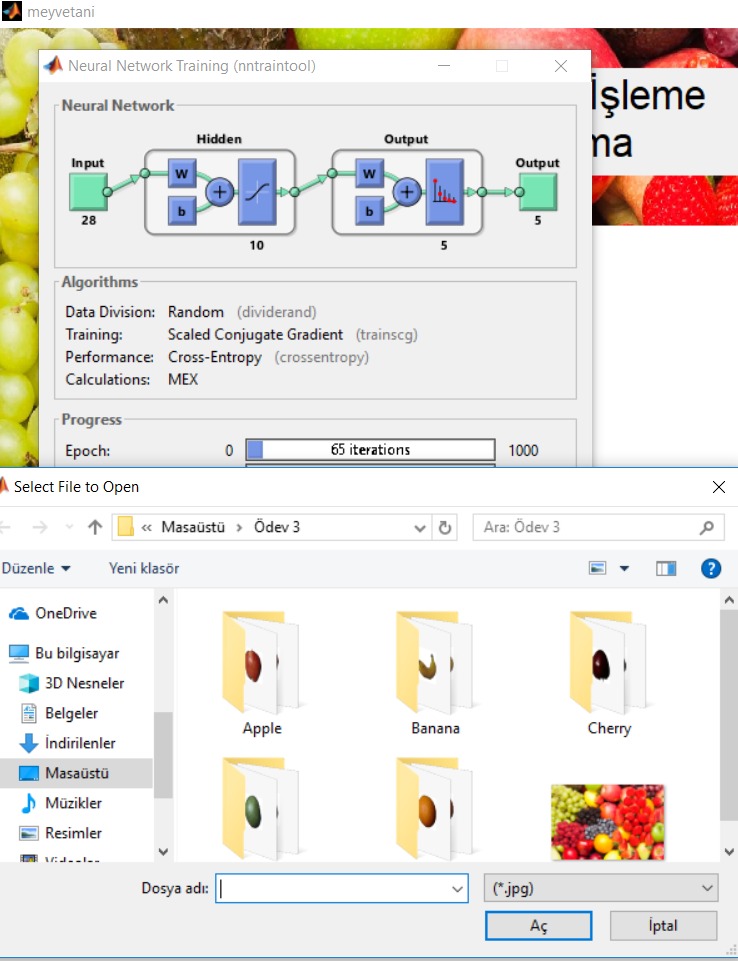 meyvetani
Neural Network Training (nntraintool)
İşleme
ma
Neural Network
Hidden
Output
Input
Output
W
W
b
b
28
10
5
5
Algorithms
Data Division: Random (dividerand)
Training: Scaled Conjugate Gradient (trainscg)
Performance: Cross-Entropy (crossentropy)
Calculations: MEX
Progress
Epoch: 0 65 iterations 1000
Select File to Open
« Masaüstü › Ödev 3
Ara: Ödev 3
Düzenle
Yeni klasör
OneDrive
Bu bilgisayar
3D Nesneler
Belgeler
İndirilenler
Masaüstü
Müzikler
Resimler
Videolar
Apple
Banana
Cherry
Dosya adı:
(*.jpg)
Aç
İptal